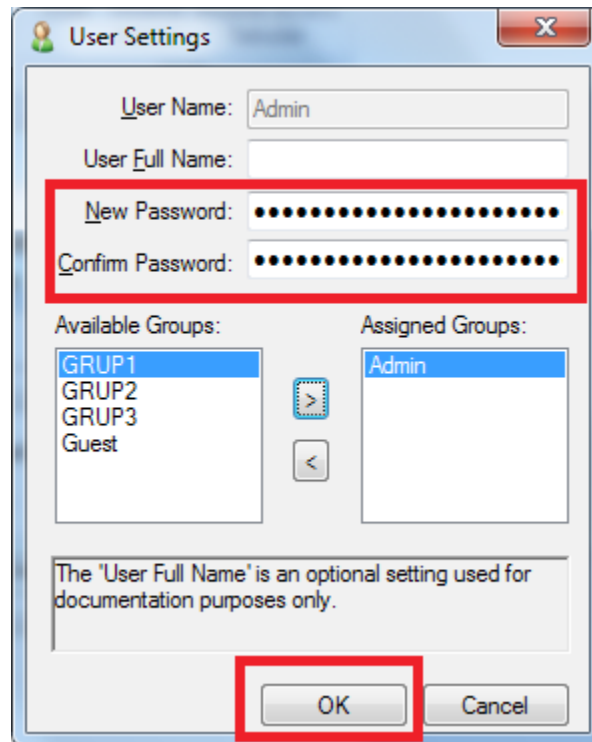 User Settings
User Name: Admin
User Full Name:
New Password: ●●●●●●●●●●●●●●●●●●●●●●
Confirm Password: ●●●●●●●●●●●●●●●●●●●●●●
Available Groups: Assigned Groups:
GRUP1 Admin
GRUP2
GRUP3
Guest
>
<
The 'User Full Name' is an optional setting used for
documentation purposes only.
OK Cancel